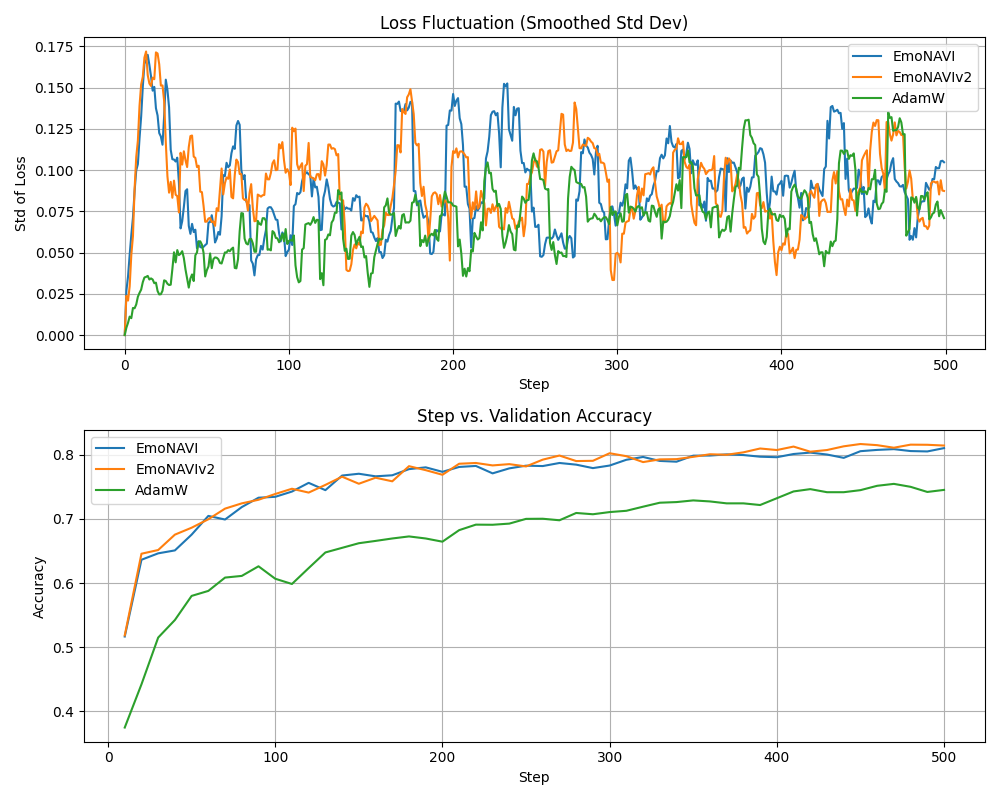 Loss Fluctuation (Smoothed Std Dev)
0.175
0.150
0.125
0.100
0.075
0.050
0.025
0.000
Std of Loss
EmoNAVI
EmoNAVIv2
AdamW
0 100 200 300 400 500
Step
Step vs. Validation Accuracy
0.8
0.7
0.6
0.5
0.4
Accuracy
EmoNAVI
EmoNAVIv2
AdamW
0 100 200 300 400 500
Step